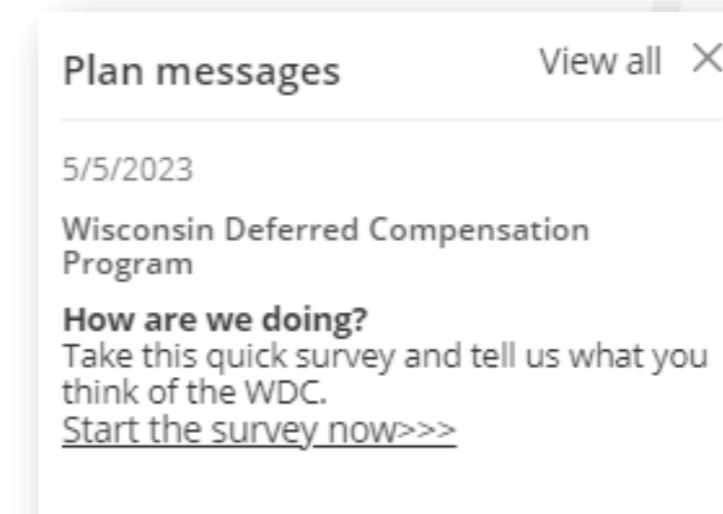 Plan messages
View all
5/5/2023
Wisconsin Deferred Compensation
Program
How are we doing?
Take this quick survey and tell us what you
think of the WDC.
Start the survey now>>>